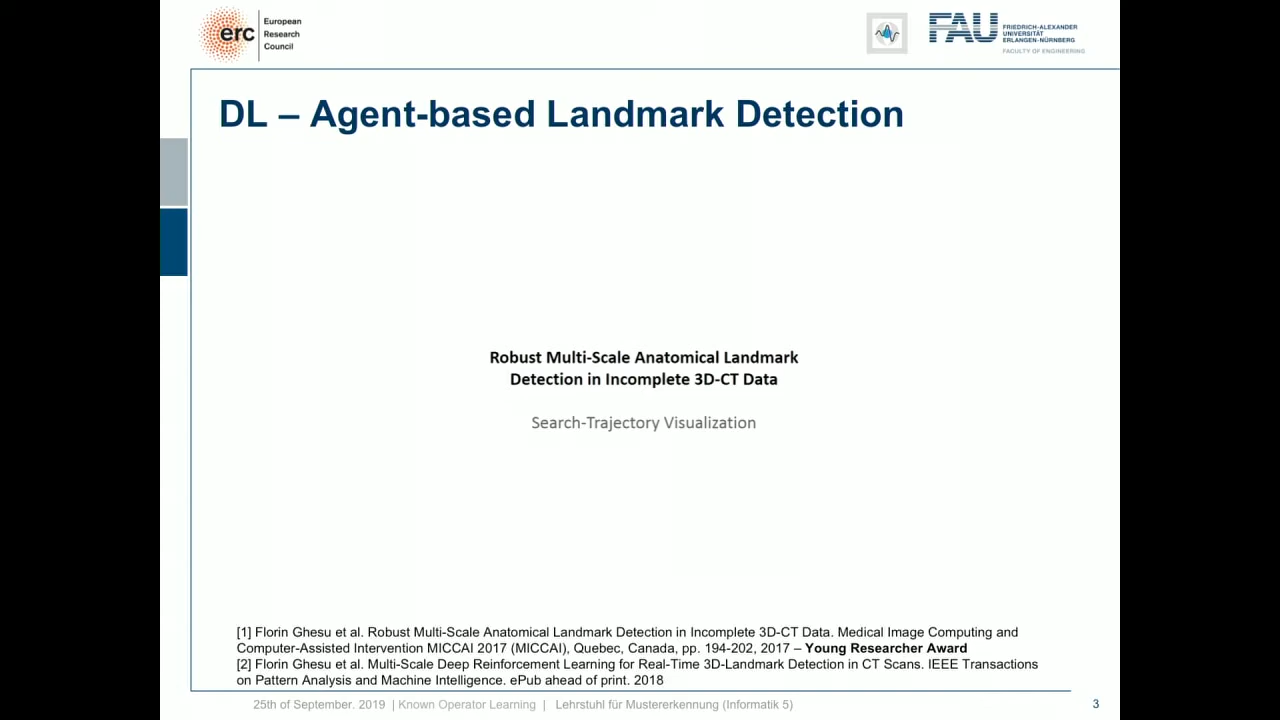 erc
European
Research
Council
FAU
FRIEDRICH-ALEXANDER
UNIVERSITÄT
ERLANGEN-NÜRNBERG
FACULTY OF ENGINEERING
DL – Agent-based Landmark Detection
Robust Multi-Scale Anatomical Landmark
Detection in Incomplete 3D-CT Data
Search-Trajectory Visualization
[1] Florin Ghesu et al. Robust Multi-Scale Anatomical Landmark Detection in Incomplete 3D-CT Data. Medical Image Computing and
Computer-Assisted Intervention MICCAI 2017 (MICCAI), Quebec, Canada, pp. 194-202, 2017 – Young Researcher Award
[2] Florin Ghesu et al. Multi-Scale Deep Reinforcement Learning for Real-Time 3D-Landmark Detection in CT Scans. IEEE Transactions
on Pattern Analysis and Machine Intelligence. ePub ahead of print. 2018
25th of September. 2019 | Known Operator Learning | Lehrstuhl für Mustererkennung (Informatik 5) 3